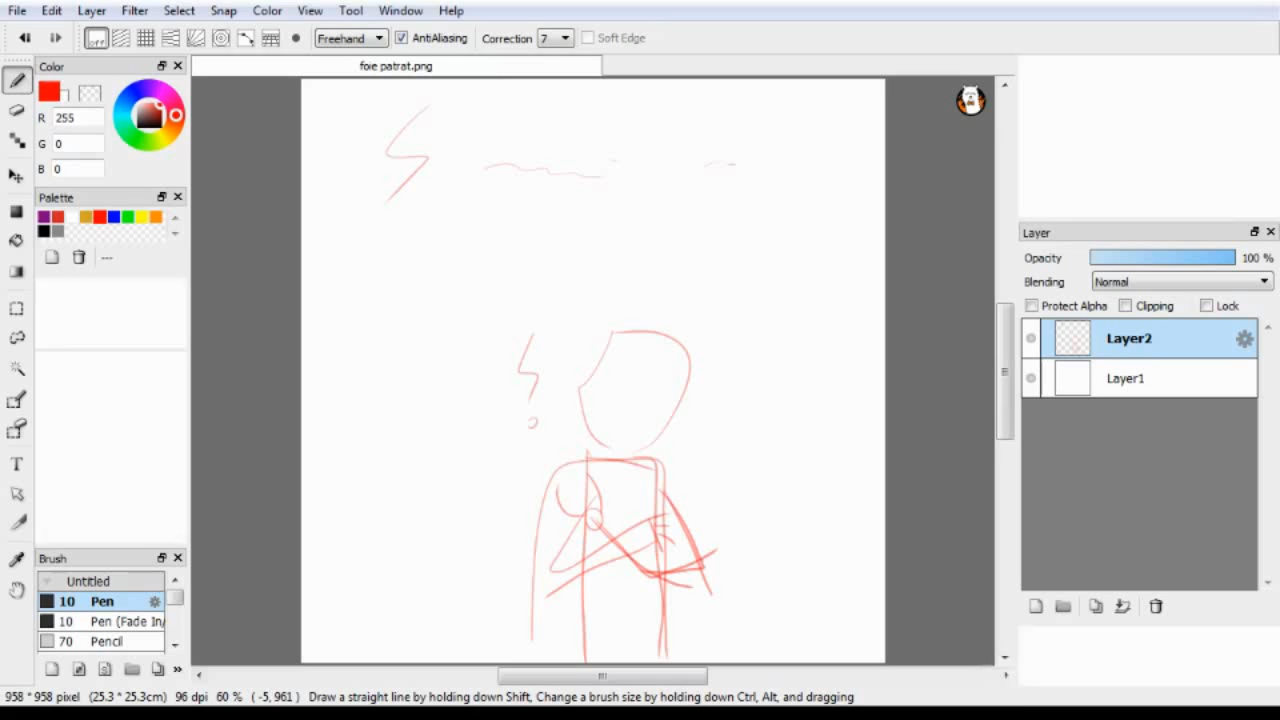 File Edit Layer Filter Select Snap Color View Tool Window Help
off Freehand AntiAliasing Correction 7 Soft Edge
Color
foie patrat.png
R 255
G 0
B 0
Palette
---
Layer
Opacity 100 %
Blending Normal
Protect Alpha Clipping Lock
Layer2
Layer1
Brush
Untitled
10 Pen
10 Pen (Fade In/
70 Pencil
T
958 * 958 pixel (25.3 * 25.3cm) 96 dpi 60 % ( -5, 961 ) Draw a straight line by holding down Shift, Change a brush size by holding down Ctrl, Alt, and dragging